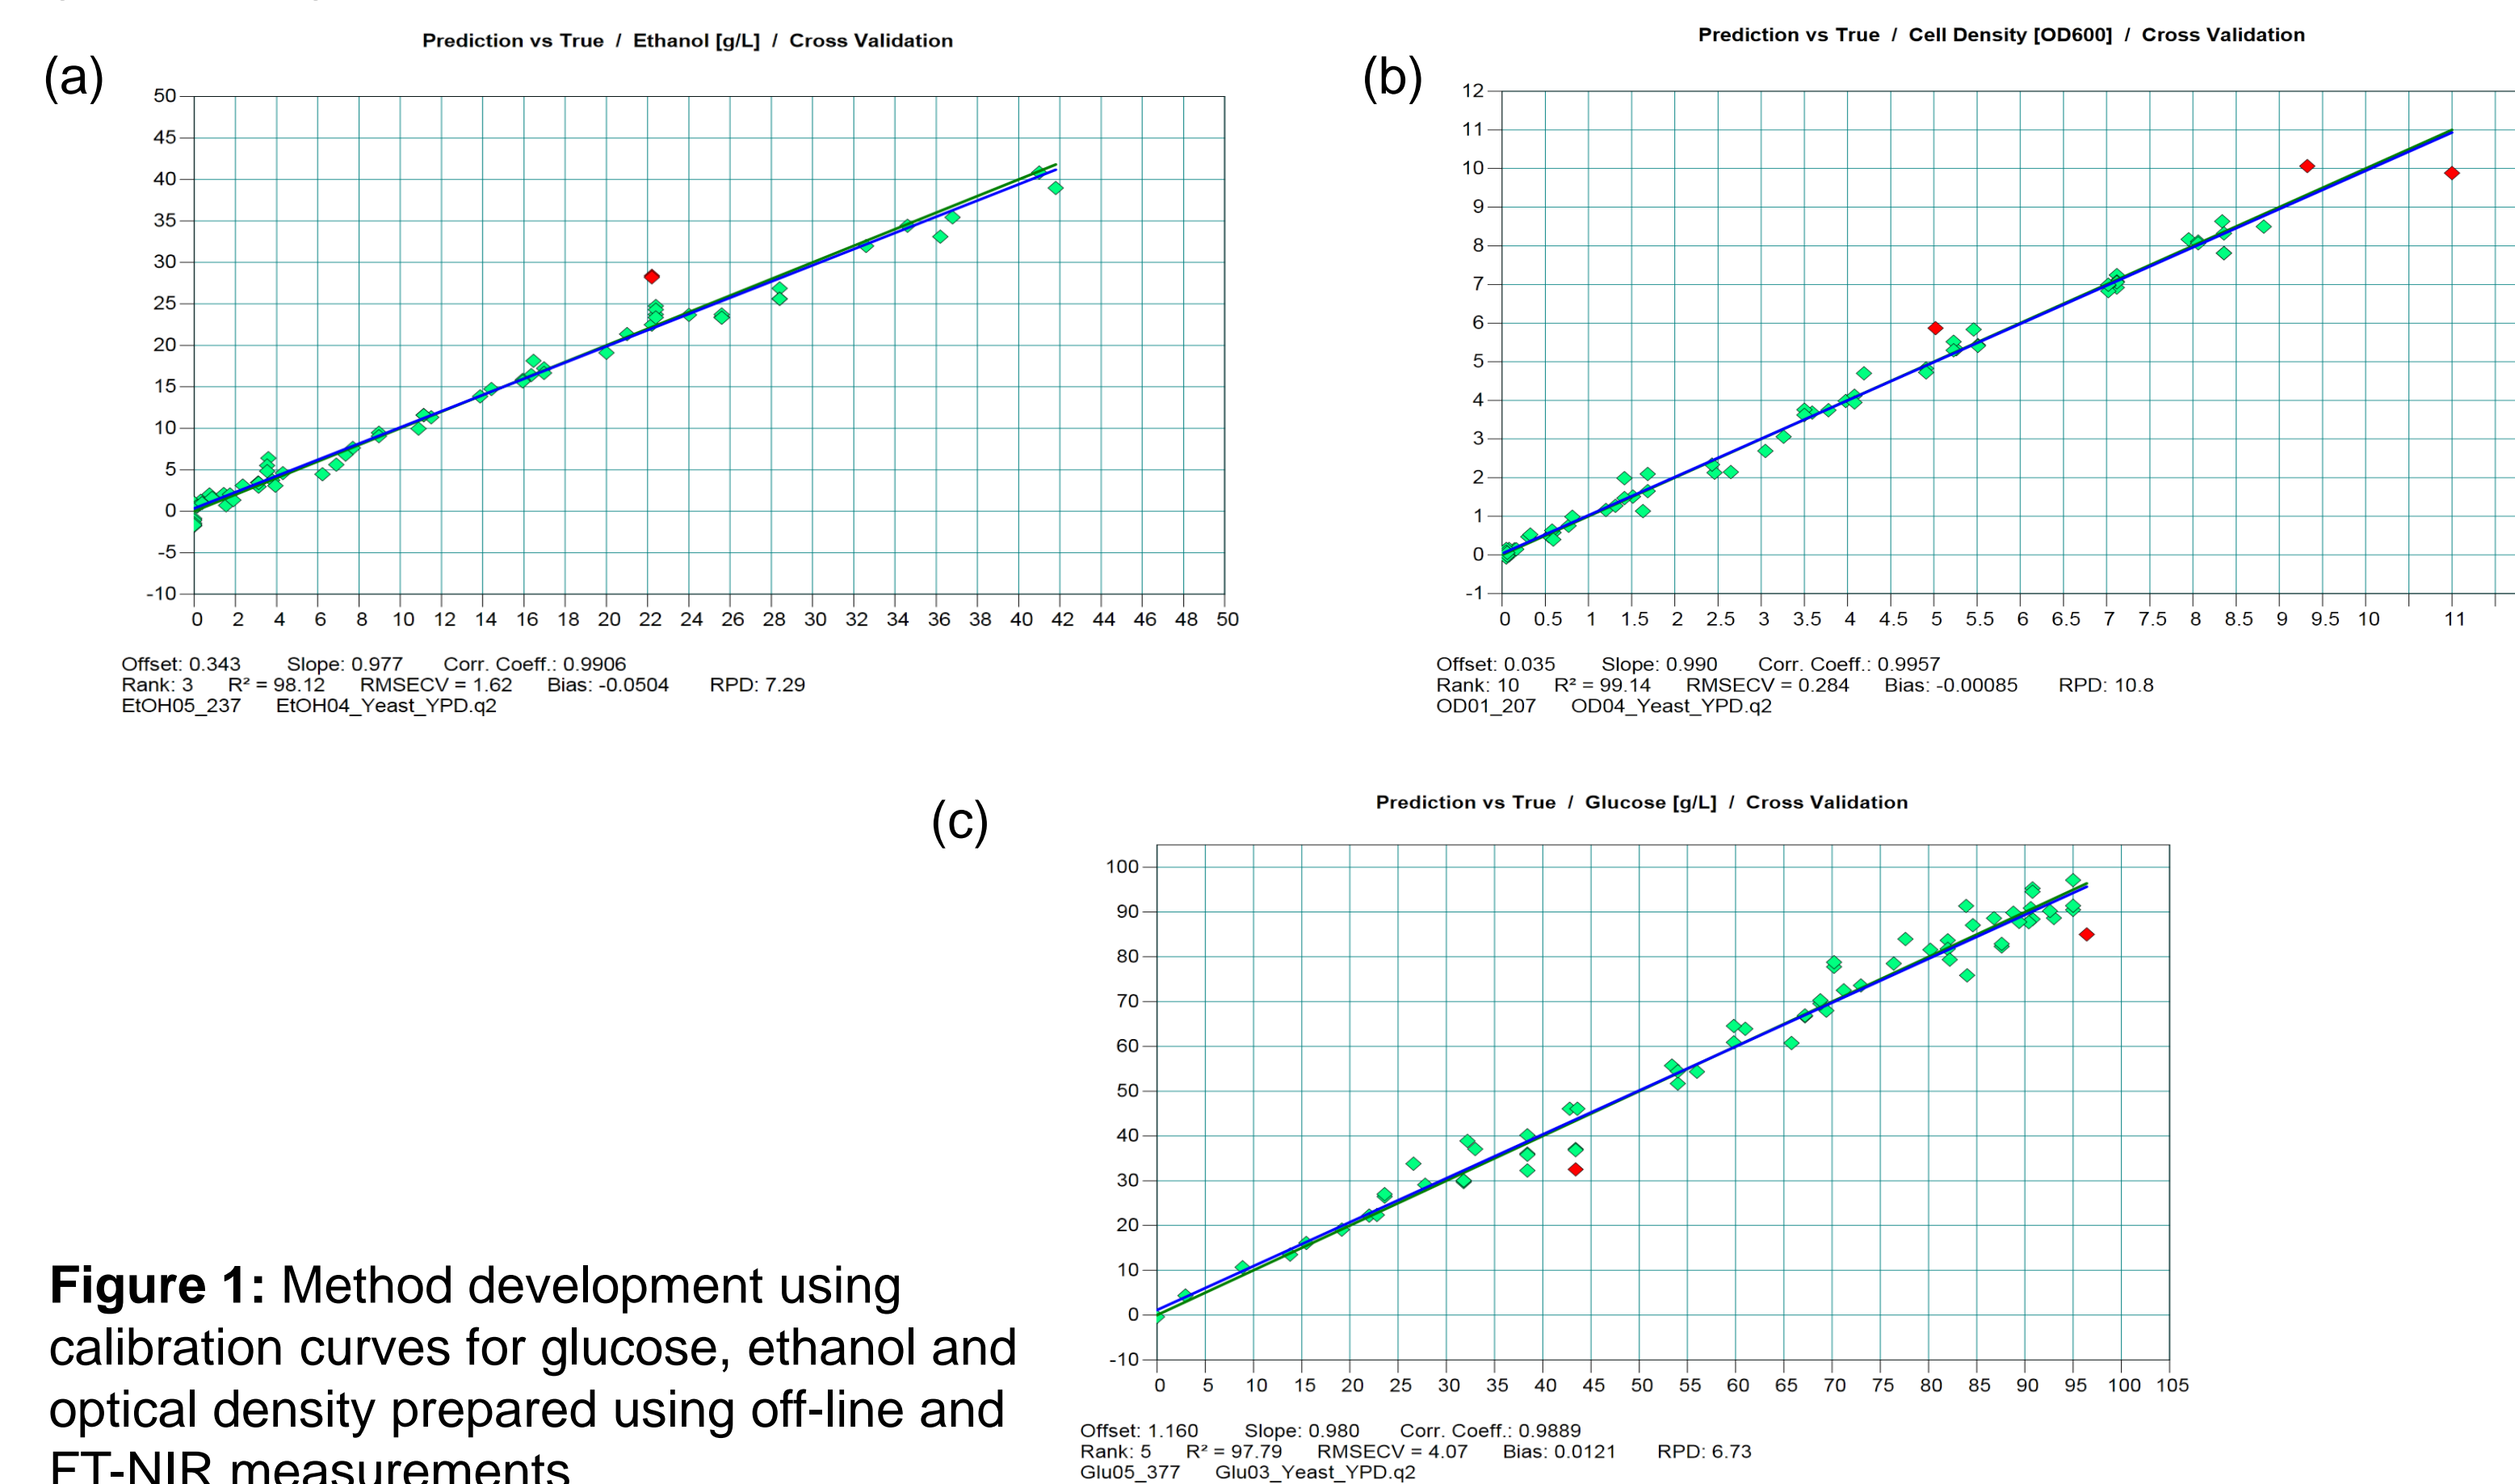 Prediction vs True / Ethanol [g/L] / Cross Validation
(a)
50
45
40
35
30
25
20
15
10
5
0
-5
-10
0 2 4 6 8 10 12 14 16 18 20 22 24 26 28 30 32 34 36 38 40 42 44 46 48 50
Offset: 0.343 Slope: 0.977 Corr. Coeff.: 0.9906
Rank: 3 R² = 98.12 RMSECV = 1.62 Bias: -0.0504 RPD: 7.29
EtOH05_237 EtOH04_Yeast_YPD.q2
Prediction vs True / Cell Density [OD600] / Cross Validation
(b)
12
11
10
9
8
7
6
5
4
3
2
1
0
-1
0 0.5 1 1.5 2 2.5 3 3.5 4 4.5 5 5.5 6 6.5 7 7.5 8 8.5 9 9.5 10 11
Offset: 0.035 Slope: 0.990 Corr. Coeff.: 0.9957
Rank: 10 R² = 99.14 RMSECV = 0.284 Bias: -0.00085 RPD: 10.8
OD01_207 OD04_Yeast_YPD.q2
Prediction vs True / Glucose [g/L] / Cross Validation
(c)
100
90
80
70
60
50
40
30
20
10
0
-10
0 5 10 15 20 25 30 35 40 45 50 55 60 65 70 75 80 85 90 95 100 105
Offset: 1.160 Slope: 0.980 Corr. Coeff.: 0.9889
Rank: 5 R² = 97.79 RMSECV = 4.07 Bias: 0.0121 RPD: 6.73
Glu05_377 Glu03_Yeast_YPD.q2
Figure 1: Method development using
calibration curves for glucose, ethanol and
optical density prepared using off-line and
FT-NIR measurements